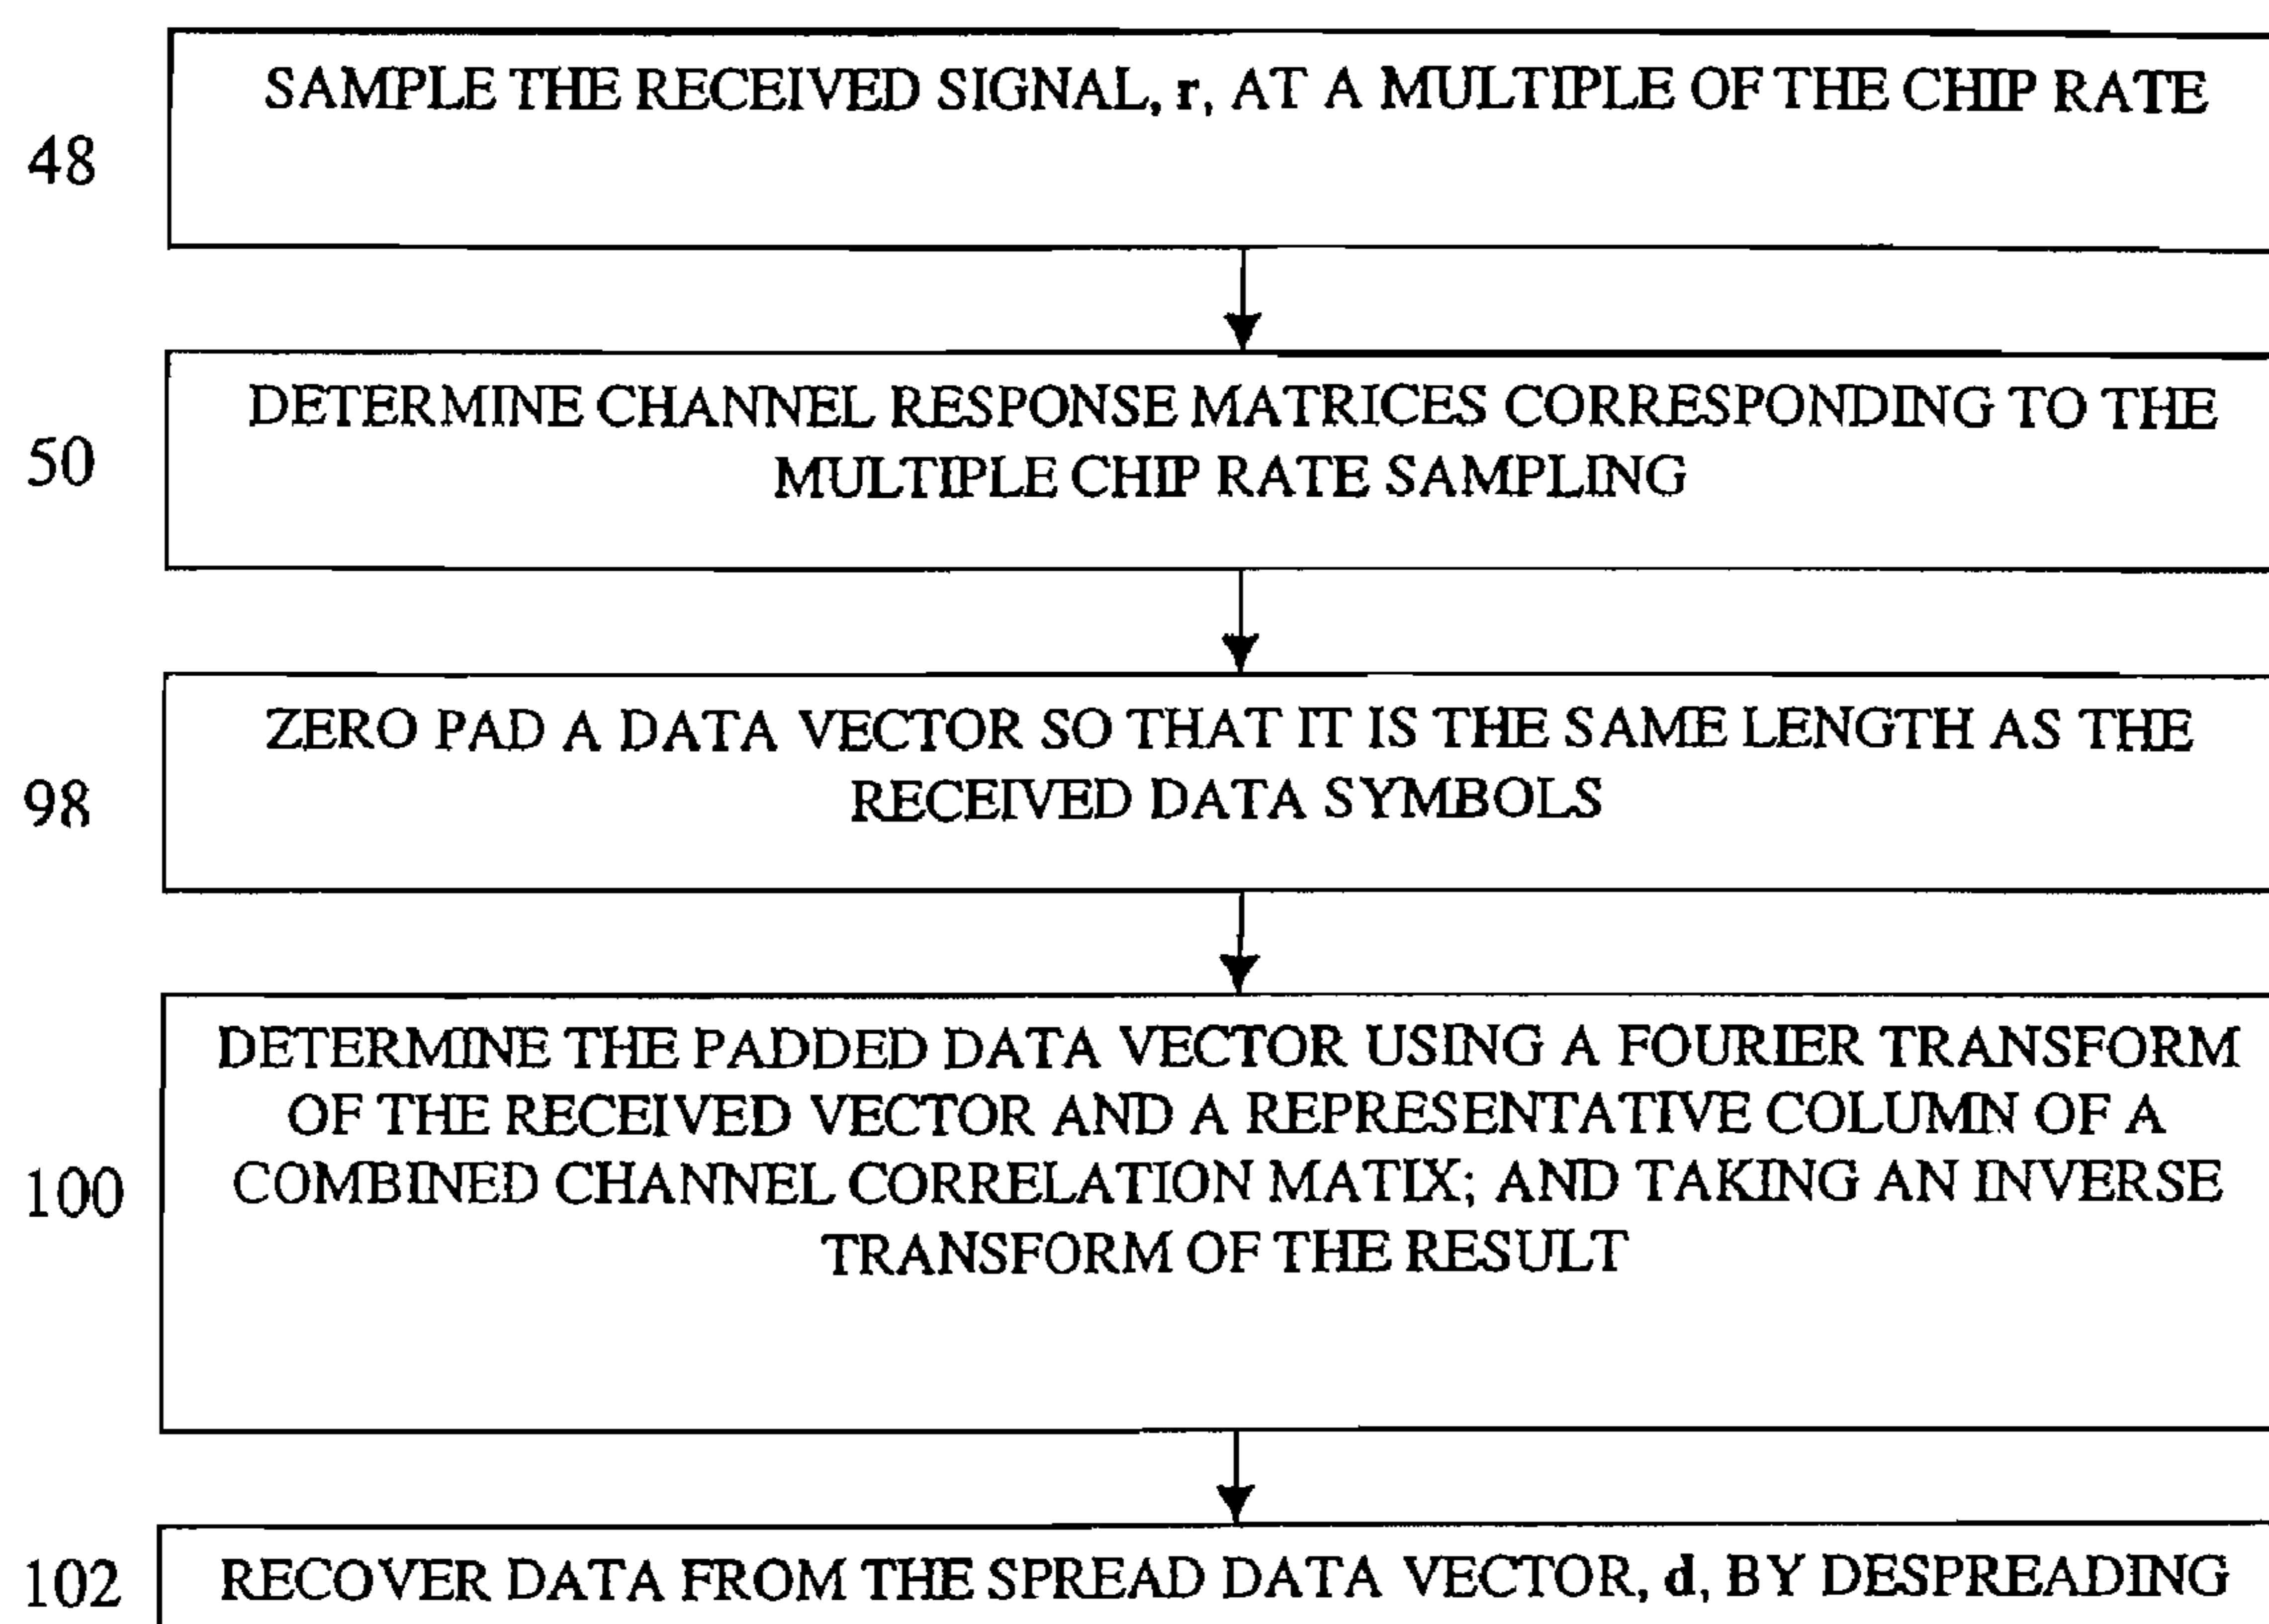 SAMPLE THE RECEIVED SIGNAL, r, AT A MULTIPLE OF THE CHIP RATE
48
DETERMINE CHANNEL RESPONSE MATRICES CORRESPONDING TO THE
MULTIPLE CHIP RATE SAMPLING
50
ZERO PAD A DATA VECTOR SO THAT IT IS THE SAME LENGTH AS THE
RECEIVED DATA SYMBOLS
98
DETERMINE THE PADDED DATA VECTOR USING A FOURIER TRANSFORM
OF THE RECEIVED VECTOR AND A REPRESENTATIVE COLUMN OF A
COMBINED CHANNEL CORRELATION MATIX; AND TAKING AN INVERSE
TRANSFORM OF THE RESULT
100
102 RECOVER DATA FROM THE SPREAD DATA VECTOR, d, BY DESPREADING